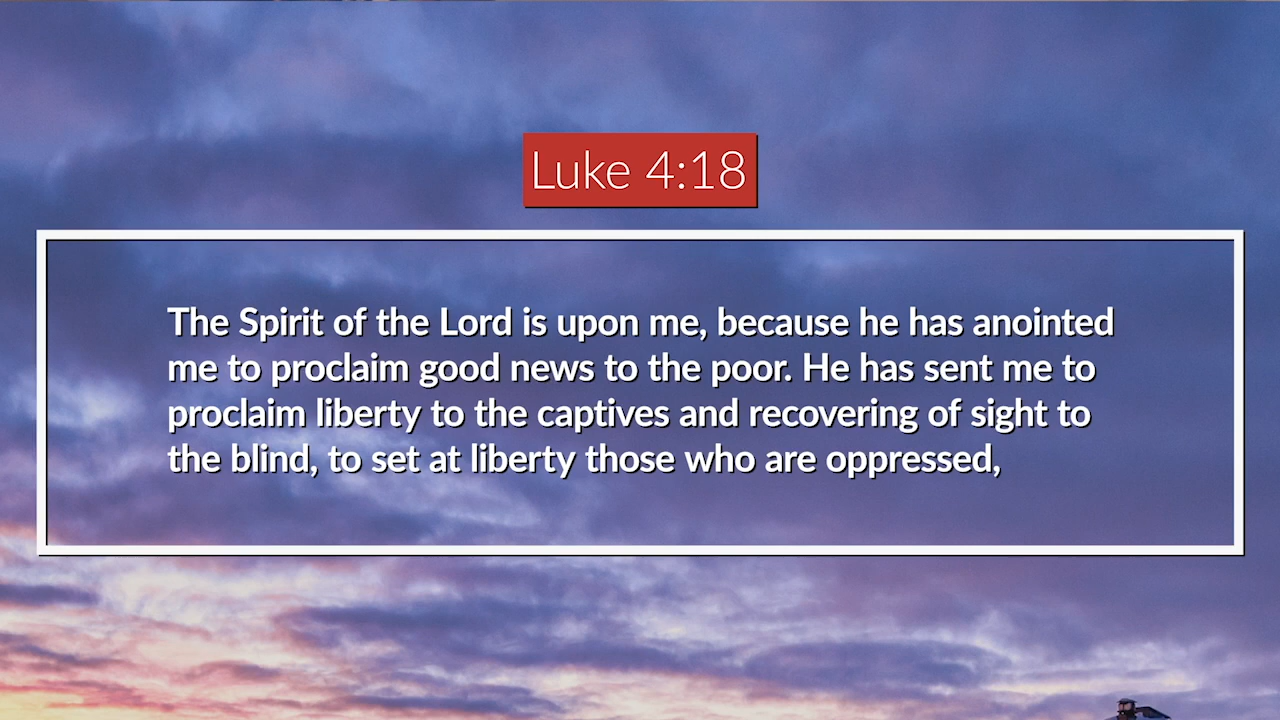 Luke 4:18
The Spirit of the Lord is upon me, because he has anointed
me to proclaim good news to the poor. He has sent me to
proclaim liberty to the captives and recovering of sight to
the blind, to set at liberty those who are oppressed,